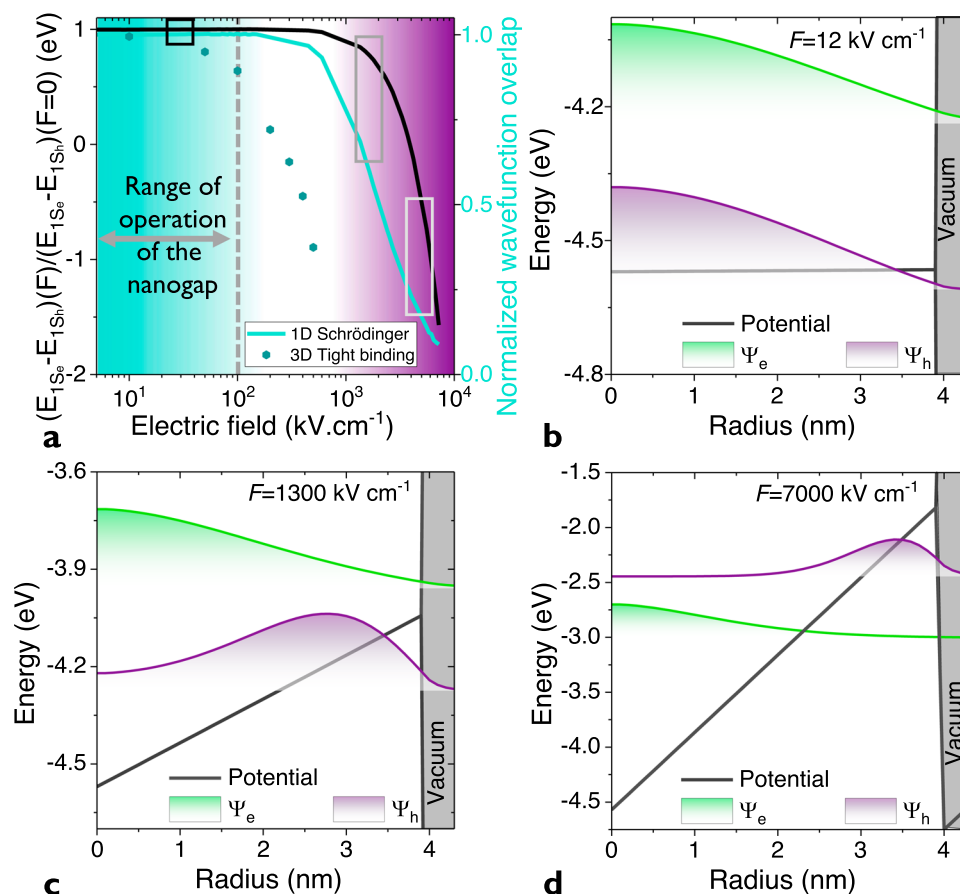 (E1Se-E1Sh)(F)/(E1Se-E1Sh)(F=0) (eV)
1
0
-1
-2
Range of
operation
of the
nanogap
1D Schrödinger
3D Tight binding
10¹ 10² 10³ 10⁴
Electric field (kV.cm⁻¹)
1.0
0.5
0.0
Normalized wavefunction overlap
a
Energy (eV)
-4.2
-4.5
-4.8
F=12 kV cm⁻¹
Vacuum
Potential
Ψe Ψh
0 1 2 3 4
Radius (nm)
b
Energy (eV)
-3.6
-3.9
-4.2
-4.5
F=1300 kV cm⁻¹
Vacuum
Potential
Ψe Ψh
0 1 2 3 4
Radius (nm)
c
Energy (eV)
-1.5
-2.0
-2.5
-3.0
-3.5
-4.0
-4.5
F=7000 kV cm⁻¹
Vacuum
Potential
Ψe Ψh
0 1 2 3 4
Radius (nm)
d